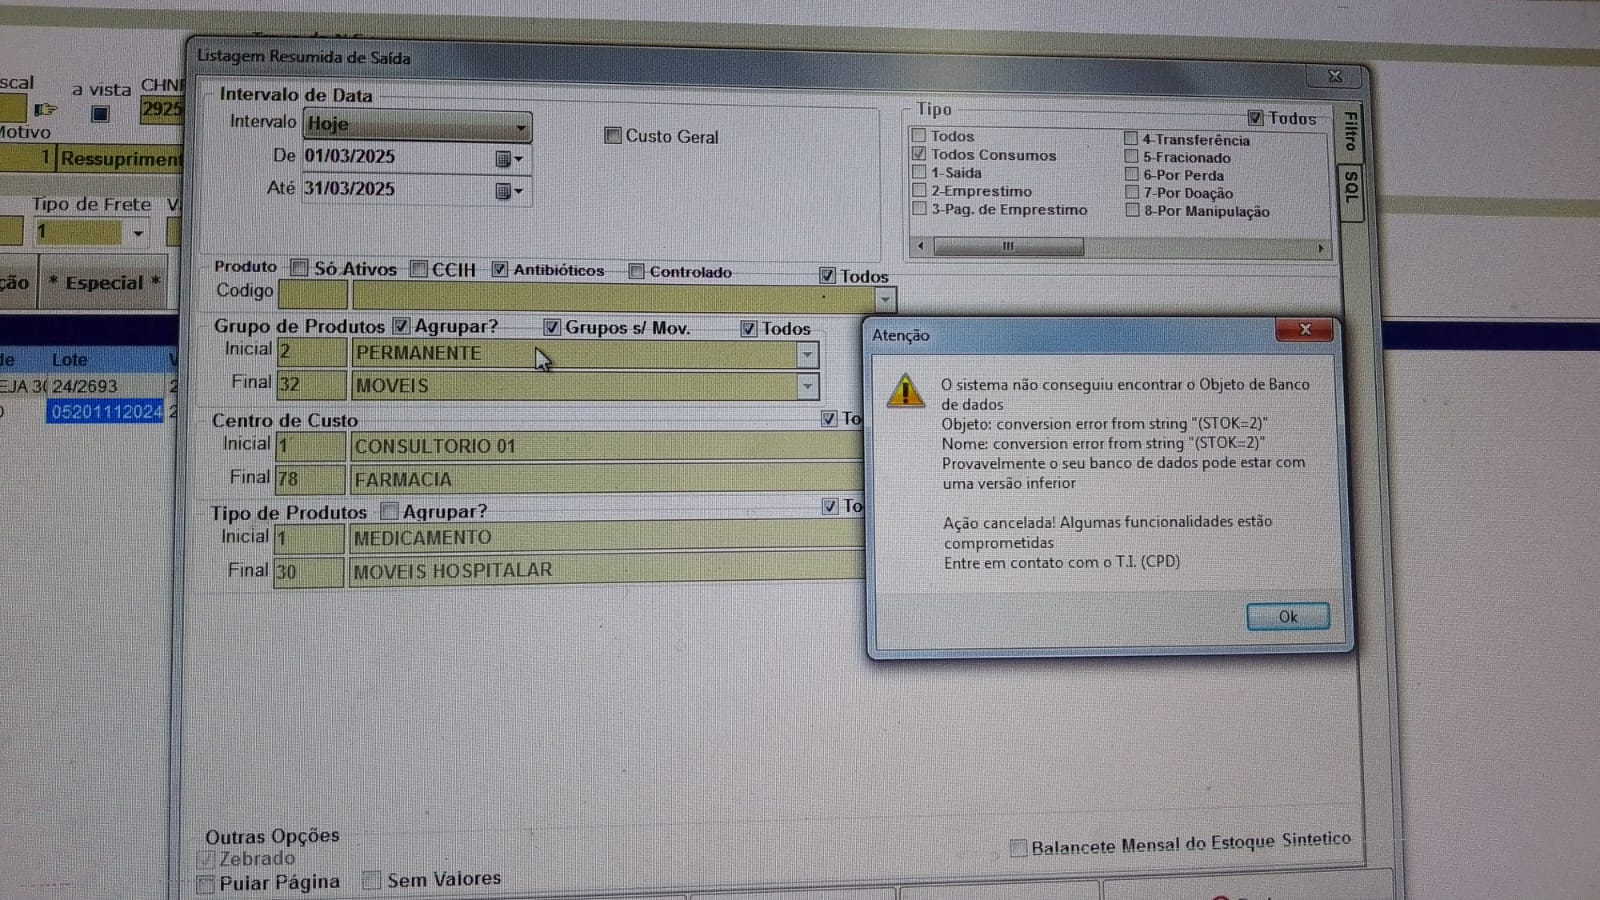 Listagem Resumida de Saída
scal
a vista
2925
Motivo
1 Ressuprimen
Tipo de Frete
1
ção
* Especial *
Lote
EJA 30 24/2693
05201112024
Intervalo de Data
Intervalo Hoje
De 01/03/2025
Até 31/03/2025
Custo Geral
Tipo
Todos
Todos
Todos Consumos
1-Saida
2-Emprestimo
3-Pag. de Emprestimo
4-Transferência
5-Fracionado
6-Por Perda
7-Por Doação
8-Por Manipulação
Filtro
SQL
Produto Só Ativos CCIH Antibióticos Controlado Todos
Codigo
Grupo de Produtos Agrupar? Grupos s/ Mov. Todos
Inicial 2 PERMANENTE
Final 32 MOVEIS
Centro de Custo To
Inicial 1 CONSULTORIO 01
Final 78 FARMACIA
Tipo de Produtos Agrupar? To
Inicial 1 MEDICAMENTO
Final 30 MOVEIS HOSPITALAR
Atenção
O sistema não conseguiu encontrar o Objeto de Banco
de dados
Objeto: conversion error from string "(STOK=2)"
Nome: conversion error from string "(STOK=2)"
Provavelmente o seu banco de dados pode estar com
uma versão inferior
Ação cancelada! Algumas funcionalidades estão
comprometidas
Entre em contato com o T.I. (CPD)
Ok
Outras Opções
Zebrado
Pular Página Sem Valores
Balancete Mensal do Estoque Sintetico